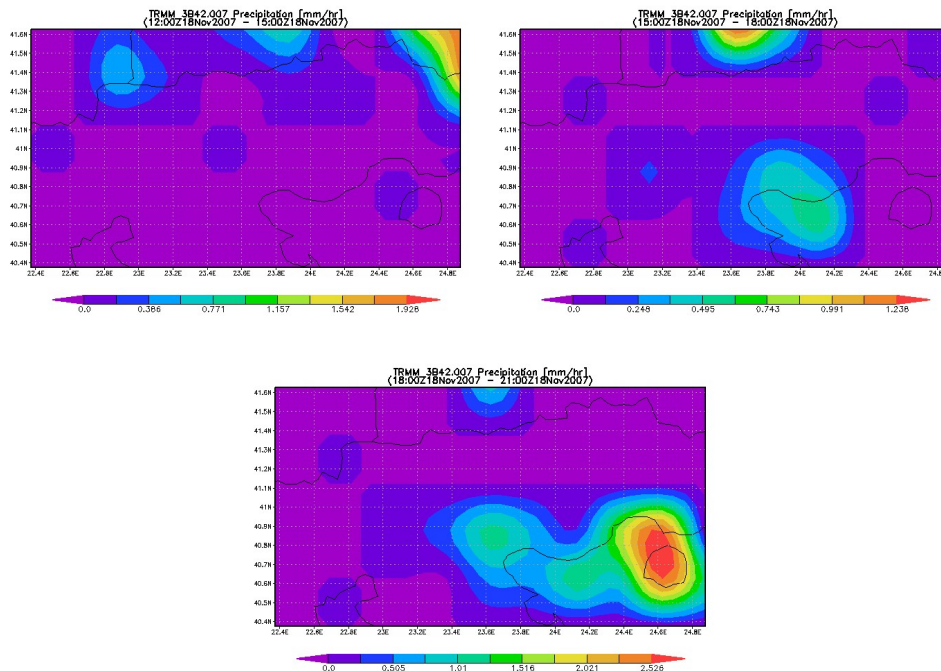 TRMM_3B42.007 Precipitation [mm/hr]
(12:00Z18Nov2007 – 15:00Z18Nov2007)
41.6N
41.5N
41.4N
41.3N
41.2N
41.1N
41N
40.9N
40.8N
40.7N
40.6N
40.5N
40.4N
22.4E 22.6E 22.8E 23E 23.2E 23.4E 23.6E 23.8E 24E 24.2E 24.4E 24.6E 24.8E
0.0 0.386 0.771 1.157 1.542 1.928
TRMM_3B42.007 Precipitation [mm/hr]
(15:00Z18Nov2007 – 18:00Z18Nov2007)
41.6N
41.5N
41.4N
41.3N
41.2N
41.1N
41N
40.9N
40.8N
40.7N
40.6N
40.5N
40.4N
22.4E 22.6E 22.8E 23E 23.2E 23.4E 23.6E 23.8E 24E 24.2E 24.4E 24.6E 24.8E
0.0 0.248 0.495 0.743 0.991 1.238
TRMM_3B42.007 Precipitation [mm/hr]
(18:00Z18Nov2007 – 21:00Z18Nov2007)
41.6N
41.5N
41.4N
41.3N
41.2N
41.1N
41N
40.9N
40.8N
40.7N
40.6N
40.5N
40.4N
22.4E 22.6E 22.8E 23E 23.2E 23.4E 23.6E 23.8E 24E 24.2E 24.4E 24.6E 24.8E
0.0 0.505 1.01 1.516 2.021 2.526